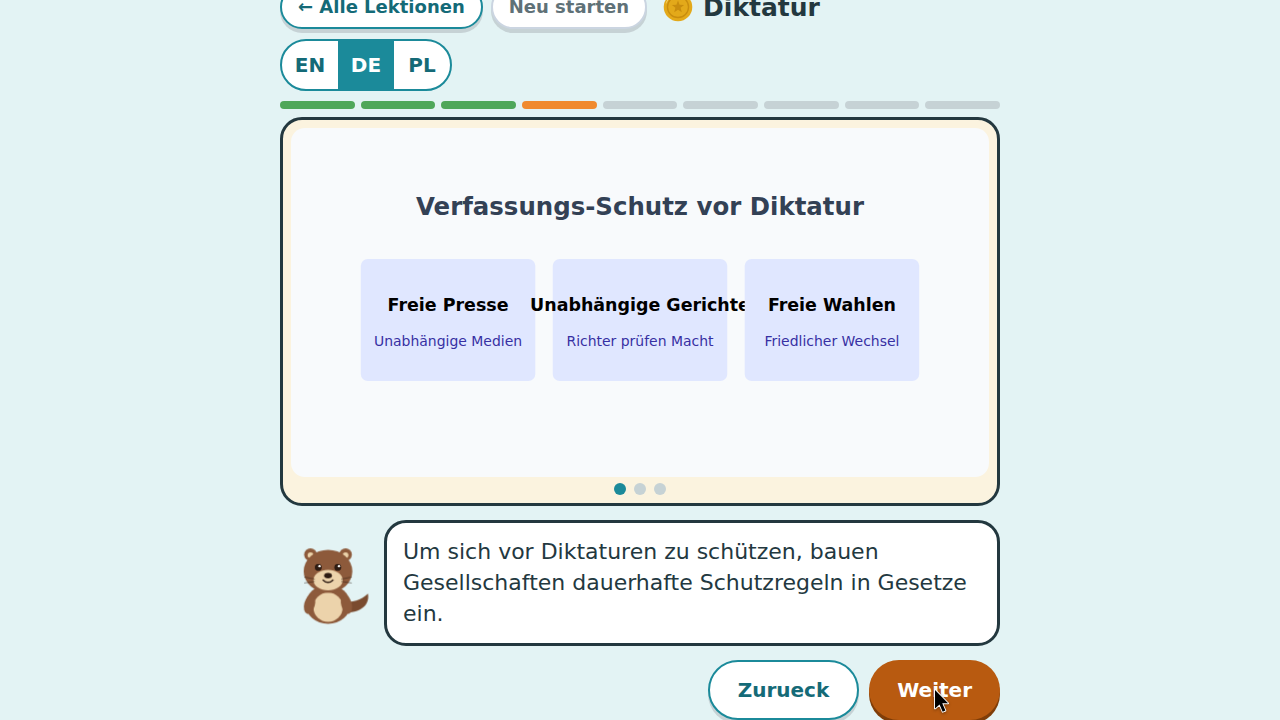 ← Alle Lektionen
Neu starten
Diktatur
EN DE PL
Verfassungs-Schutz vor Diktatur
Freie Presse
Unabhängige Medien
Unabhängige Gerichte
Richter prüfen Macht
Freie Wahlen
Friedlicher Wechsel
Um sich vor Diktaturen zu schützen, bauen
Gesellschaften dauerhafte Schutzregeln in Gesetze
ein.
Zurueck
Weiter